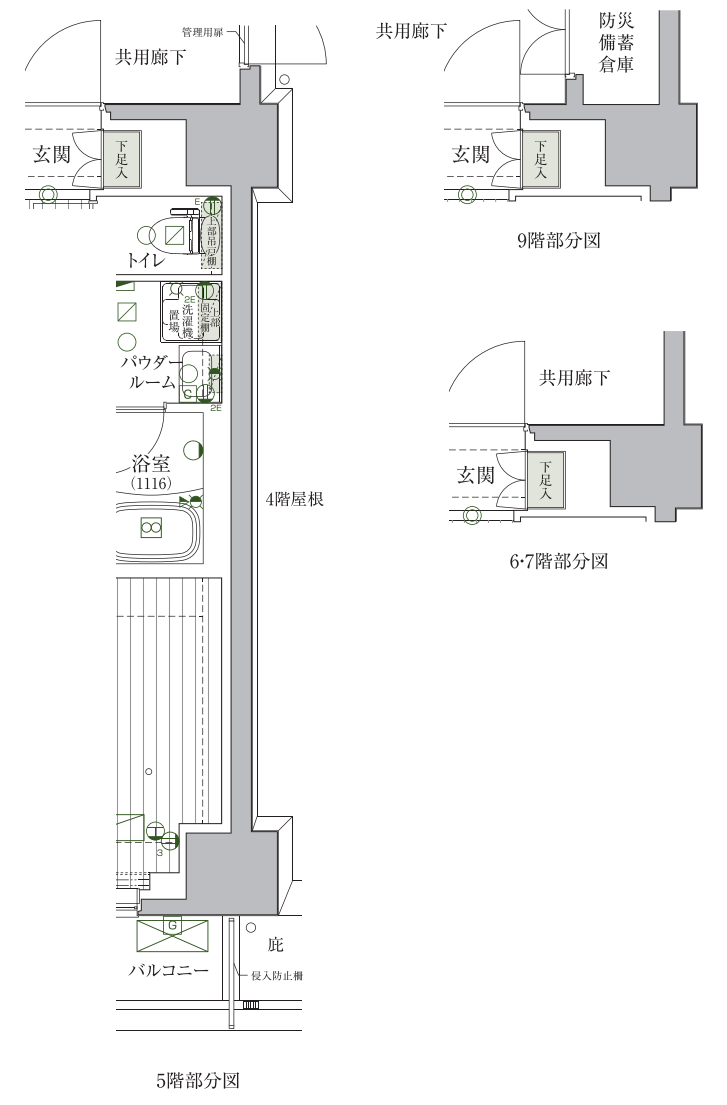 管理用扉
共用廊下
玄関
下足入
E
上部吊戸棚
トイレ
2E
洗濯機
置場
上部
固定棚
パウダー
ルーム
C
2E
浴室
(1116)
4階屋根
3
G
バルコニー
庇
侵入防止柵
5階部分図
共用廊下
防災
備蓄
倉庫
玄関
下足入
9階部分図
共用廊下
玄関
下足入
6・7階部分図